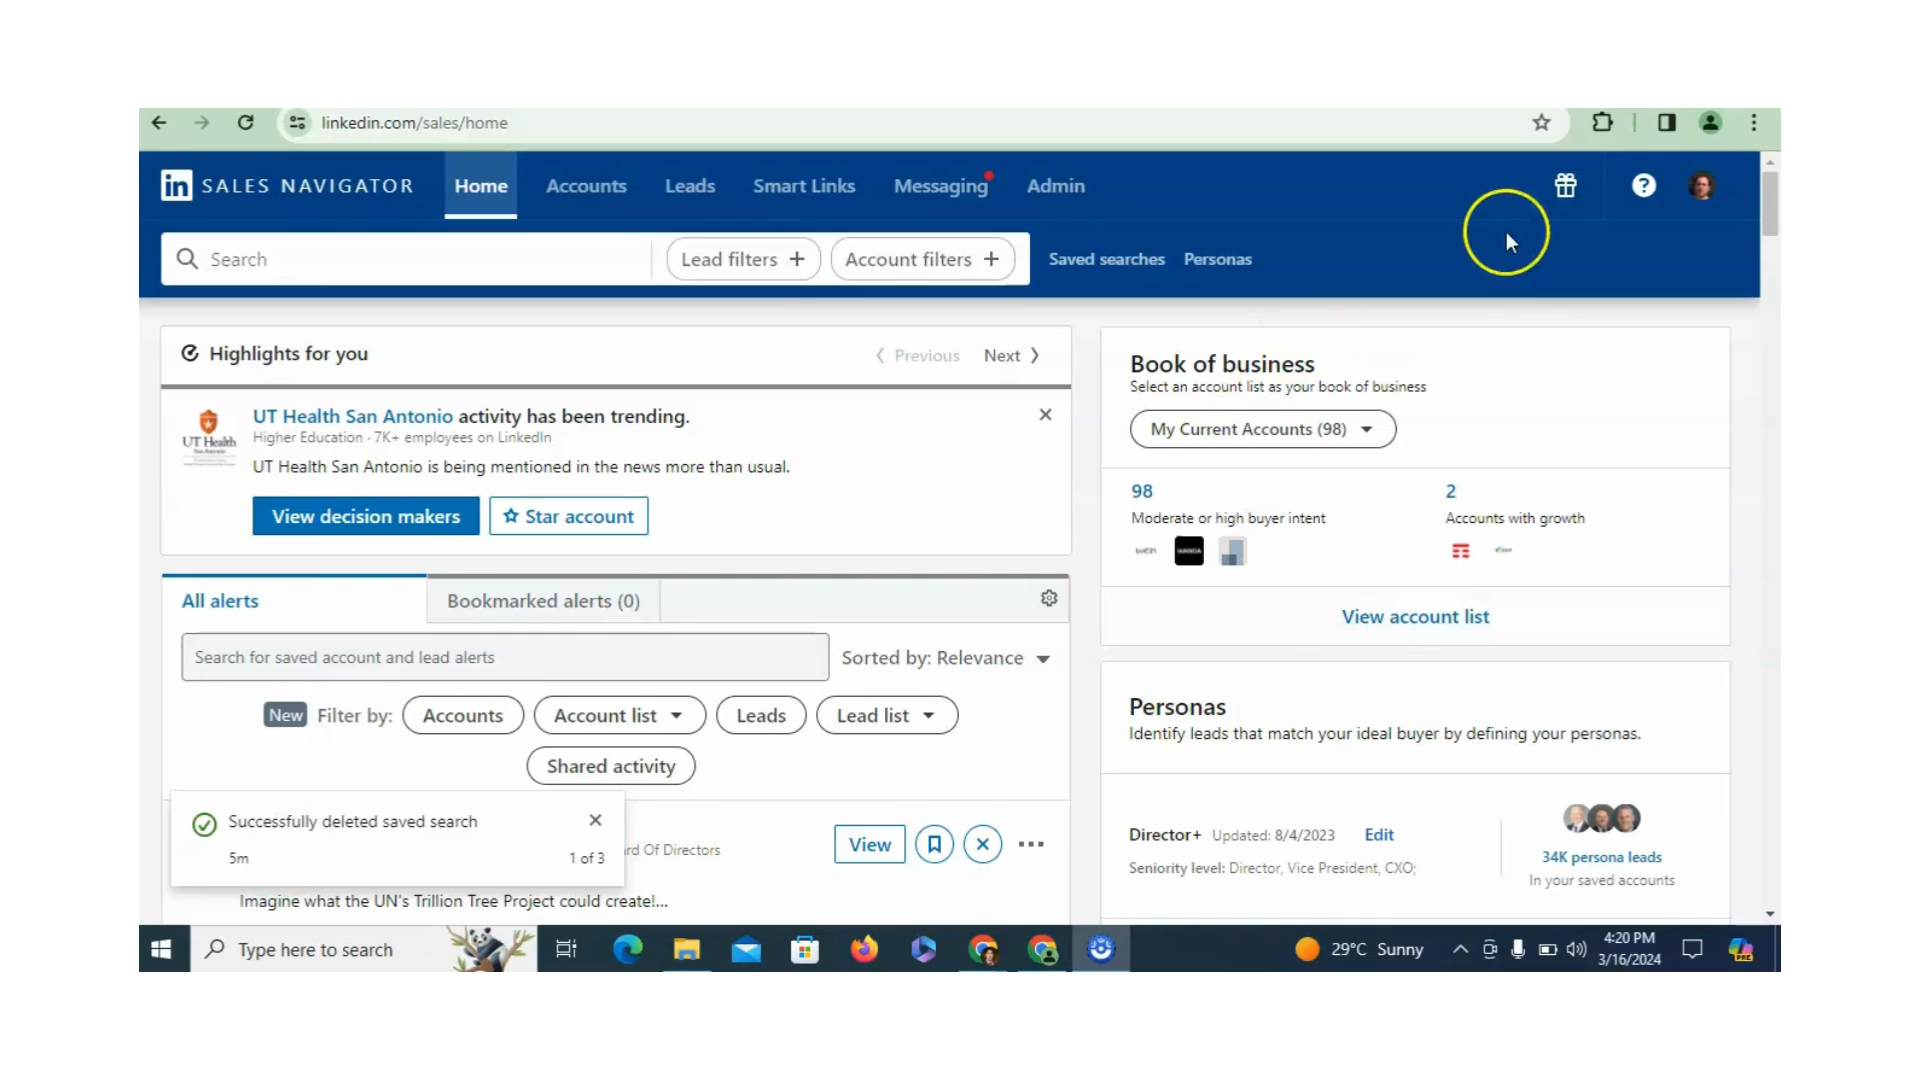 linkedin.com/sales/home
in SALES NAVIGATOR Home Accounts Leads Smart Links Messaging Admin
Search Lead filters + Account filters + Saved searches Personas
Highlights for you Previous Next
UT Health San Antonio activity has been trending.
Higher Education · 7K+ employees on LinkedIn
UT Health
San Antonio
UT Health San Antonio is being mentioned in the news more than usual.
View decision makers Star account
All alerts Bookmarked alerts (0)
Search for saved account and lead alerts Sorted by: Relevance
New Filter by: Accounts Account list Leads Lead list
Shared activity
Successfully deleted saved search
5m 1 of 3
rd Of Directors
View
Imagine what the UN's Trillion Tree Project could create!...
Book of business
Select an account list as your book of business
My Current Accounts (98)
98
Moderate or high buyer intent
2
Accounts with growth
View account list
Personas
Identify leads that match your ideal buyer by defining your personas.
Director+ Updated: 8/4/2023 Edit
Seniority level: Director, Vice President, CXO;
34K persona leads
In your saved accounts
Type here to search
29°C Sunny
4:20 PM
3/16/2024
PRE